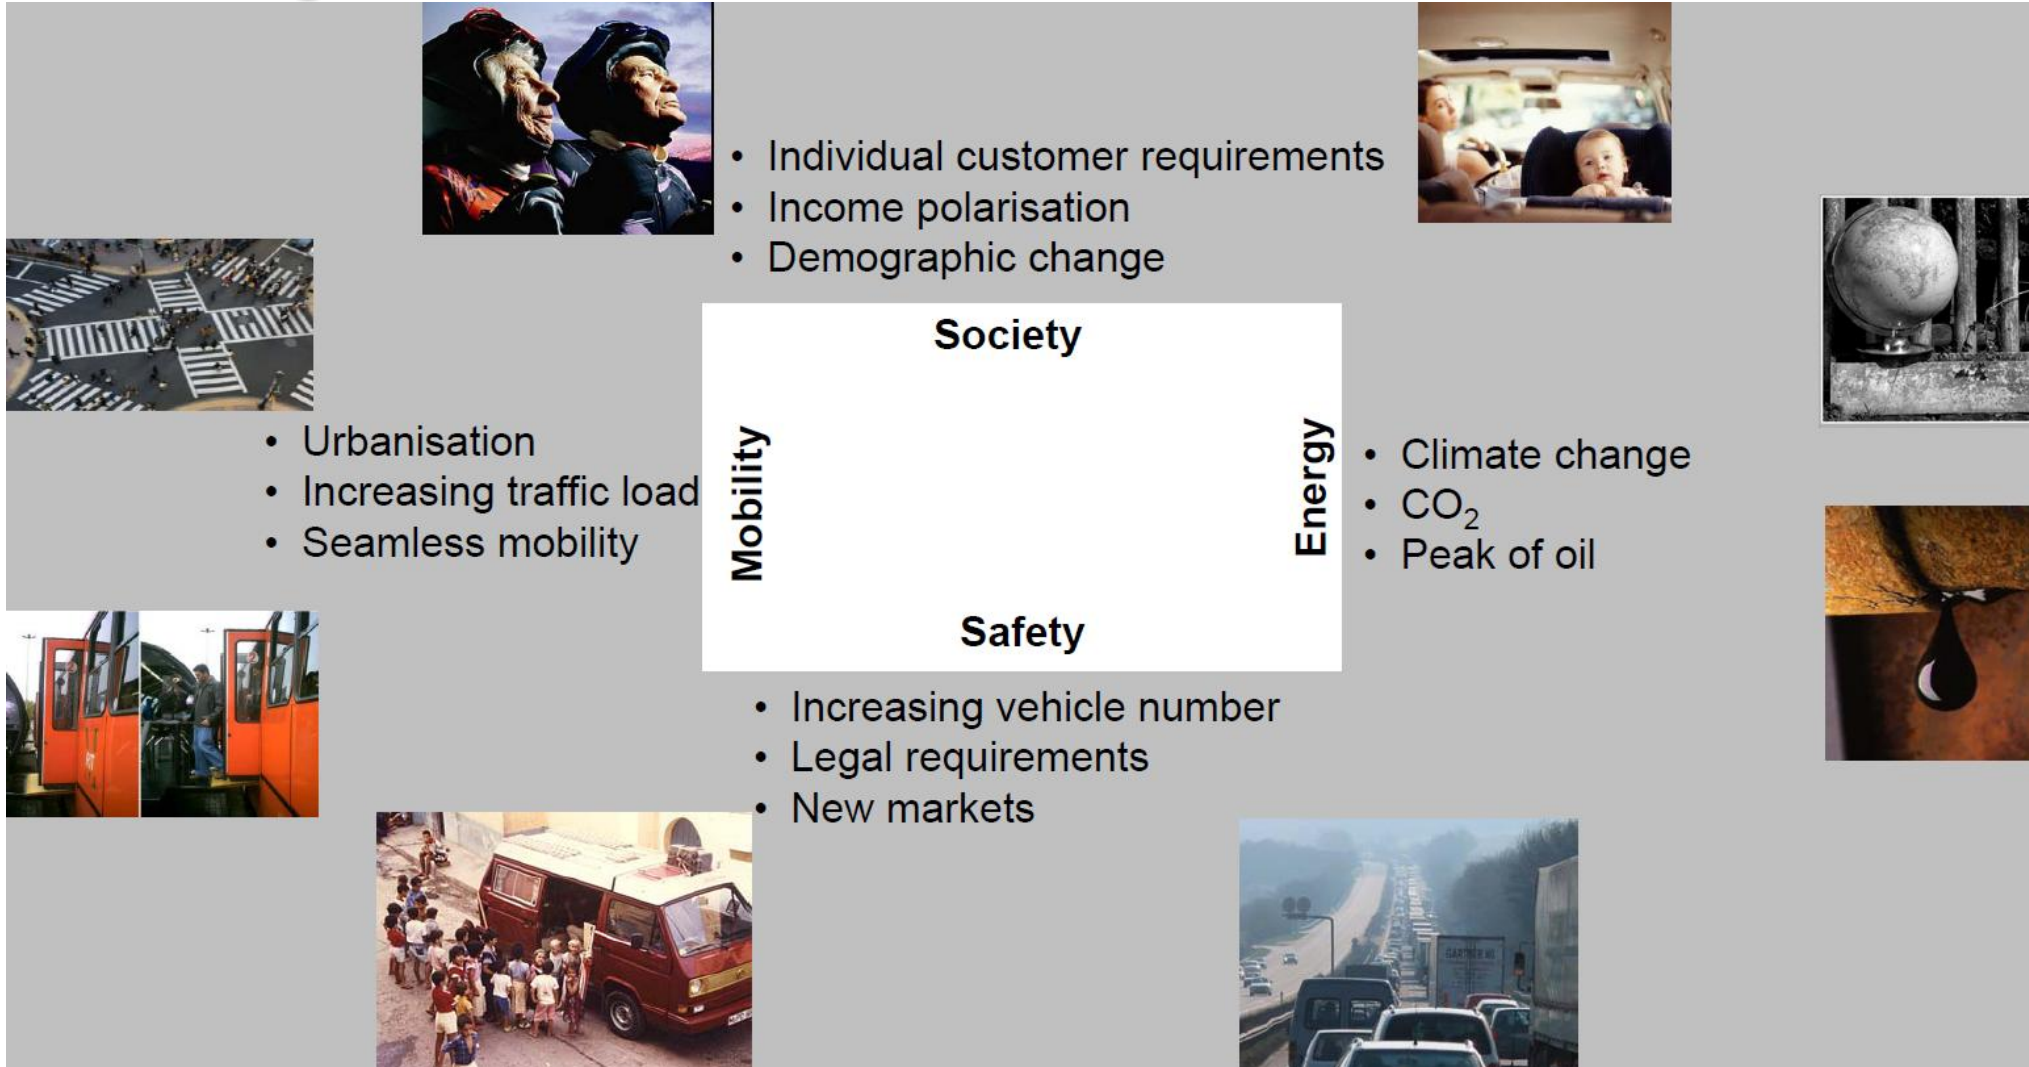 • Individual customer requirements
• Income polarisation
• Demographic change
Society
• Urbanisation
• Increasing traffic load
• Seamless mobility
Mobility
Energy
• Climate change
• CO₂
• Peak of oil
Safety
• Increasing vehicle number
• Legal requirements
• New markets